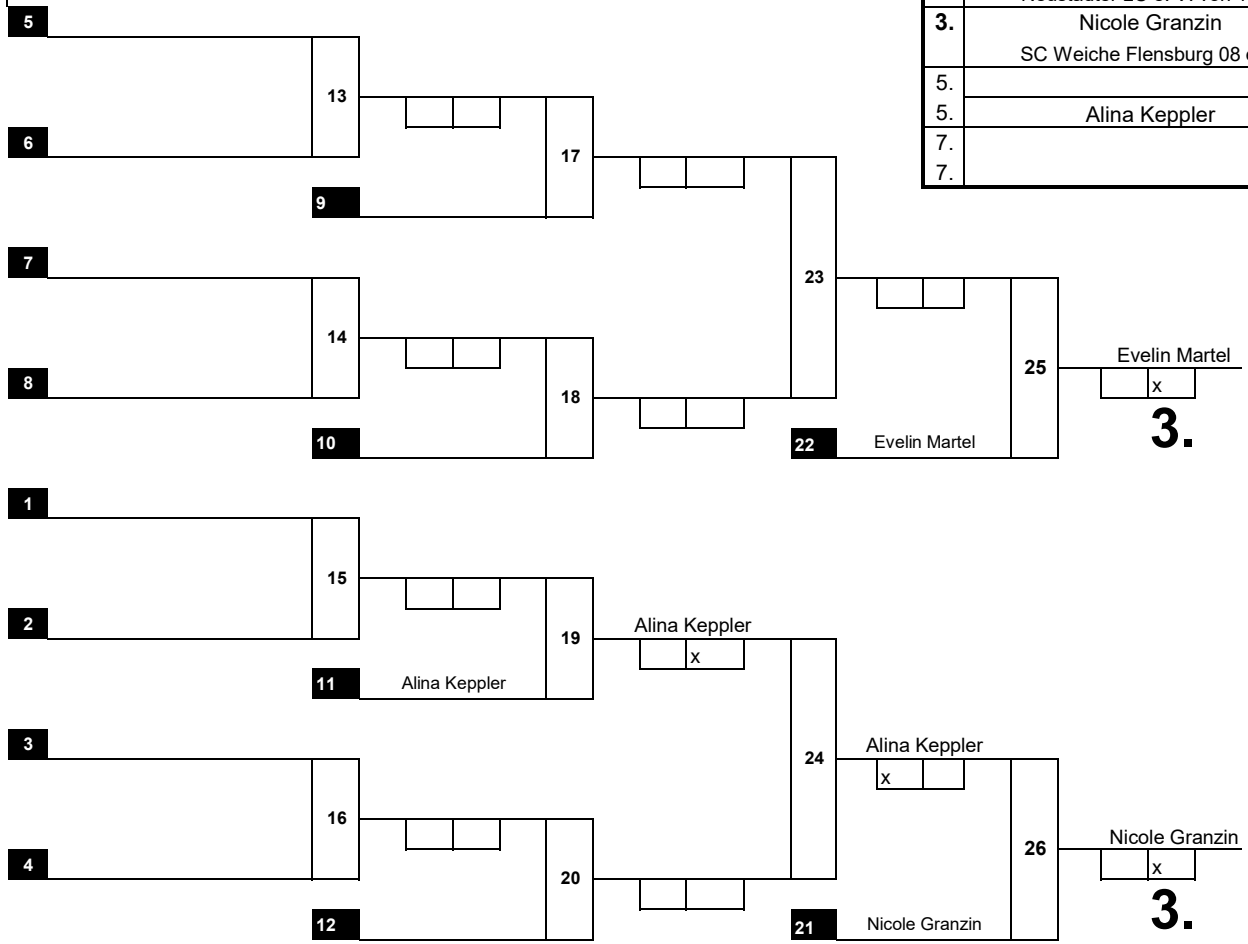 3. Nicole Granzin
SC Weiche Flensburg 08
5.
5. Alina Keppler
7.
7.
5
13
6
17
9
7
23
14
8
25
Evelin Martel
x
3.
18
10
22 Evelin Martel
1
15
2
19
Alina Keppler
x
11 Alina Keppler
3
24
Alina Keppler
x
16
4
26
Nicole Granzin
x
3.
20
12
21 Nicole Granzin